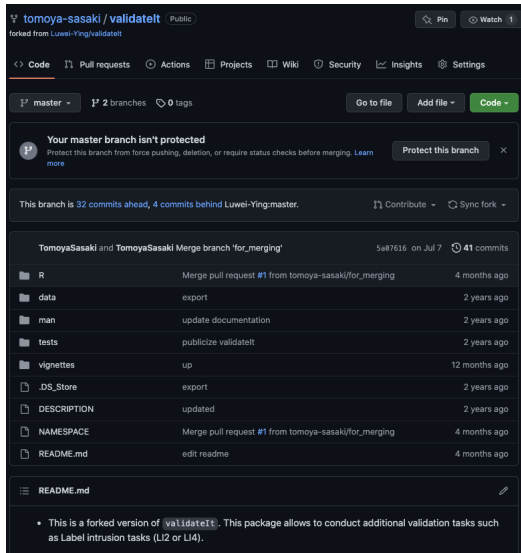 tomoya-sasaki / validateIt Public Pin Watch 1
forked from Luwei-Ying/validateIt
Code Pull requests Actions Projects Wiki Security Insights Settings
master 2 branches 0 tags Go to file Add file Code
Your master branch isn't protected
Protect this branch from force pushing, deletion, or require status checks before merging. Learn
more
Protect this branch
This branch is 32 commits ahead, 4 commits behind Luwei-Ying:master. Contribute Sync fork
TomoyaSasaki and TomoyaSasaki Merge branch 'for_merging' 5a07616 on Jul 7 41 commits
R Merge pull request #1 from tomoya-sasaki/for_merging 4 months ago
data export 2 years ago
man update documentation 2 years ago
tests publicize validateIt 2 years ago
vignettes up 12 months ago
.DS_Store export 2 years ago
DESCRIPTION updated 2 years ago
NAMESPACE Merge pull request #1 from tomoya-sasaki/for_merging 4 months ago
README.md edit readme 4 months ago
README.md
• This is a forked version of validateIt. This package allows to conduct additional validation tasks such
as Label intrusion tasks (LI2 or LI4).